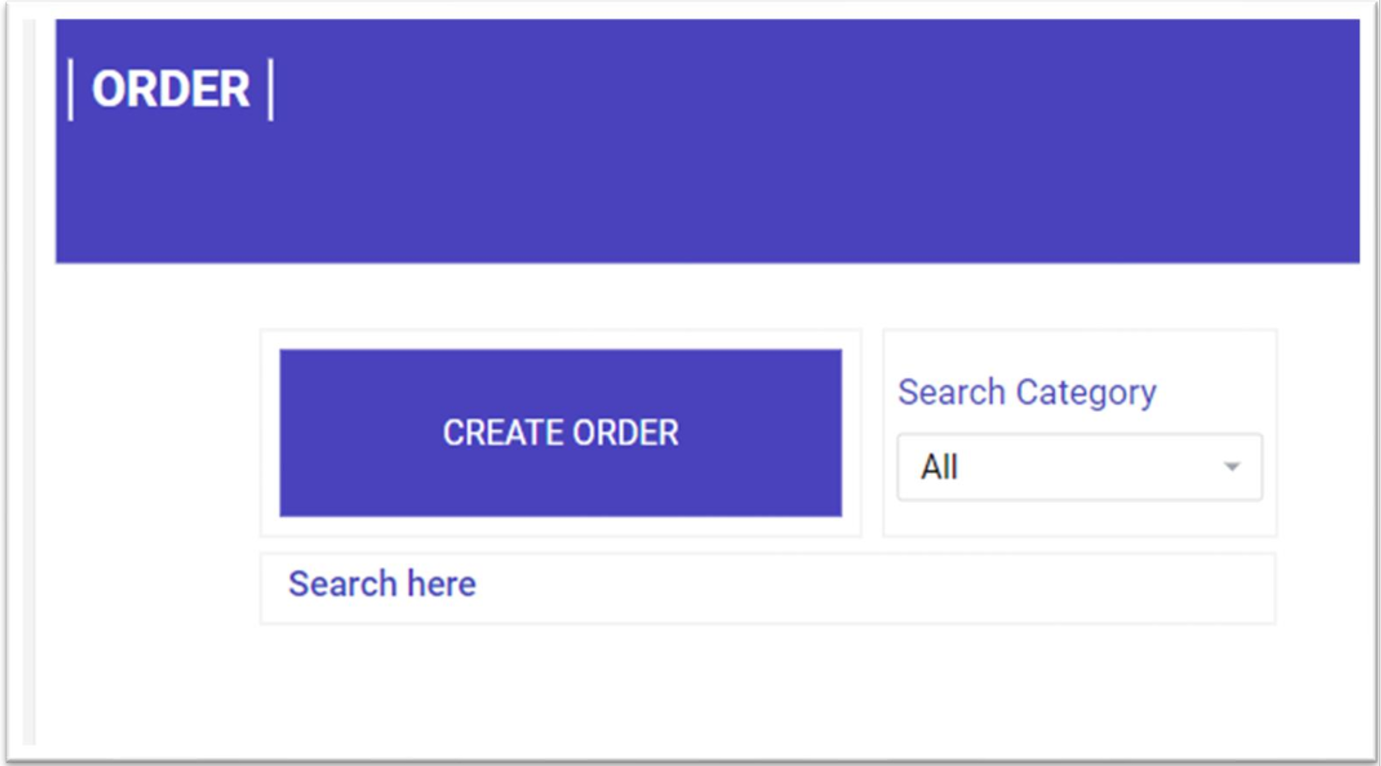 | ORDER |
CREATE ORDER
Search Category
All
Search here